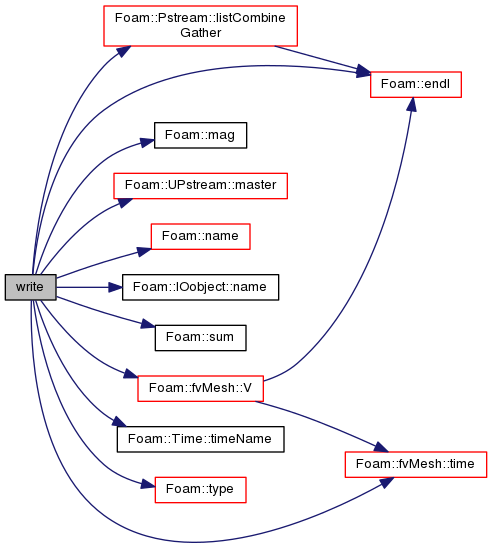 Foam::Pstream::listCombine
Gather
Foam::endl
Foam::mag
Foam::UPstream::master
Foam::name
write
Foam::IOobject::name
Foam::sum
Foam::fvMesh::V
Foam::Time::timeName
Foam::fvMesh::time
Foam::type